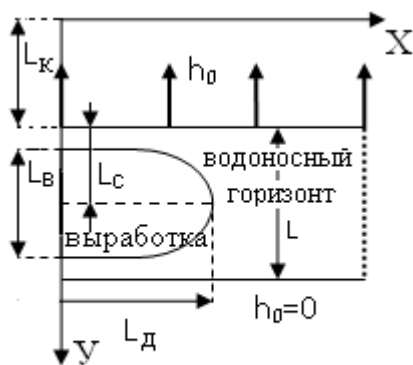 X
Lк
h₀
Lв
Lс
водоносный
горизонт
L
выработка
h₀=0
Lд
У